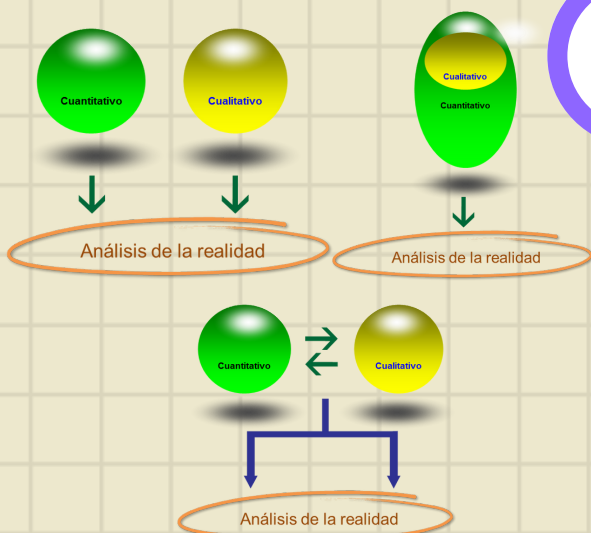 Cuantitativo
Cualitativo
Análisis de la realidad
Cualitativo
Cuantitativo
Análisis de la realidad
Cuantitativo
Cualitativo
Análisis de la realidad